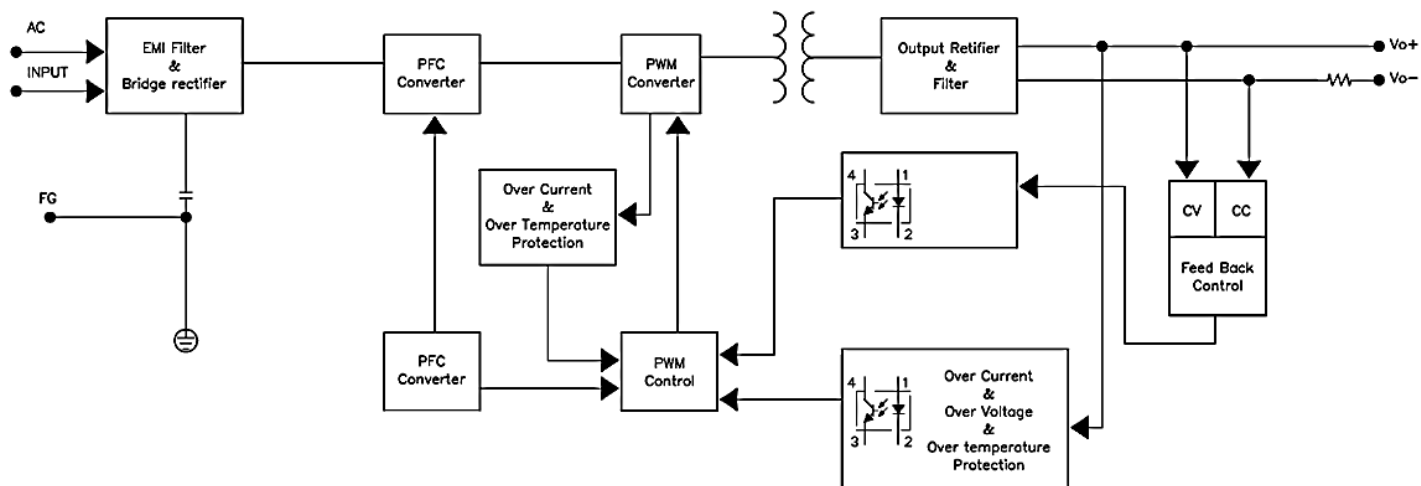 AC
INPUT
EMI Filter
&
Bridge rectifier
PFC
Converter
PWM
Converter
Output Retifier
&
Filter
Vo+
Vo-
FG
Over Current
&
Over Temperature
Protection
4 1
3 2
CV CC
Feed Back
Control
PFC
Converter
PWM
Control
4 1
3 2
Over Current
&
Over Voltage
&
Over temperature
Protection